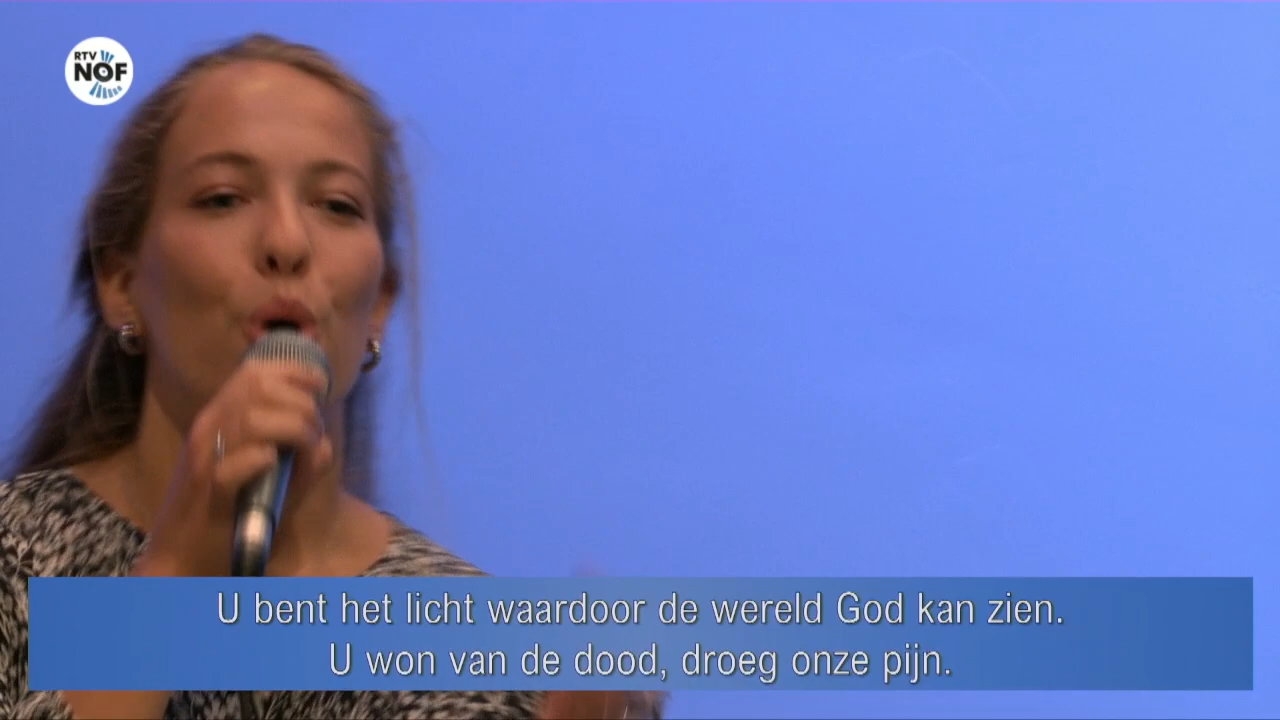 RTV
NOF
U bent het licht waardoor de wereld God kan zien.
U won van de dood, droeg onze pijn.